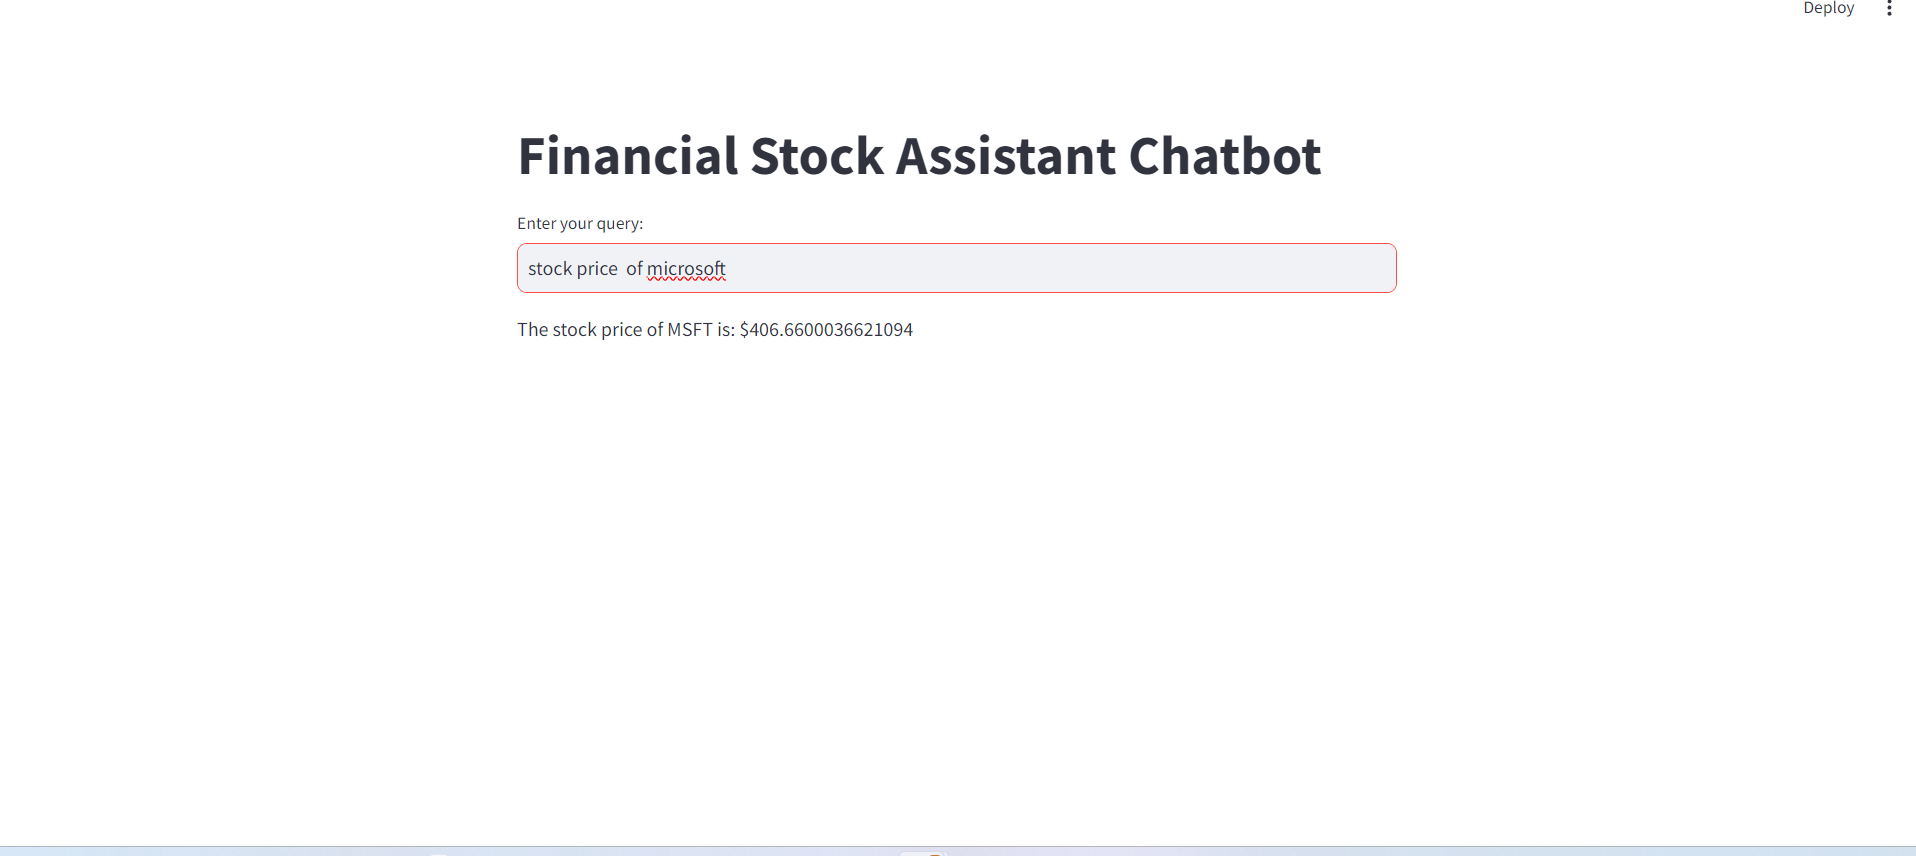 Deploy
Financial Stock Assistant Chatbot
Enter your query:
stock price  of microsoft
The stock price of MSFT is: $406.6600036621094